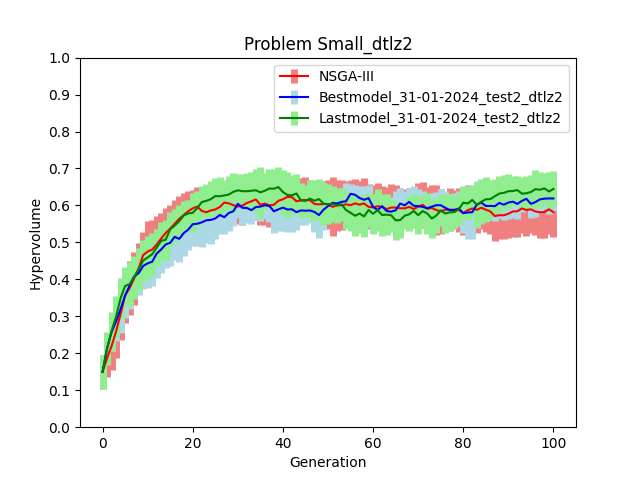 Problem Small_dtlz2
NSGA-III
Bestmodel_31-01-2024_test2_dtlz2
Lastmodel_31-01-2024_test2_dtlz2
1.0
0.9
0.8
0.7
0.6
0.5
0.4
0.3
0.2
0.1
0.0
Hypervolume
0 20 40 60 80 100
Generation